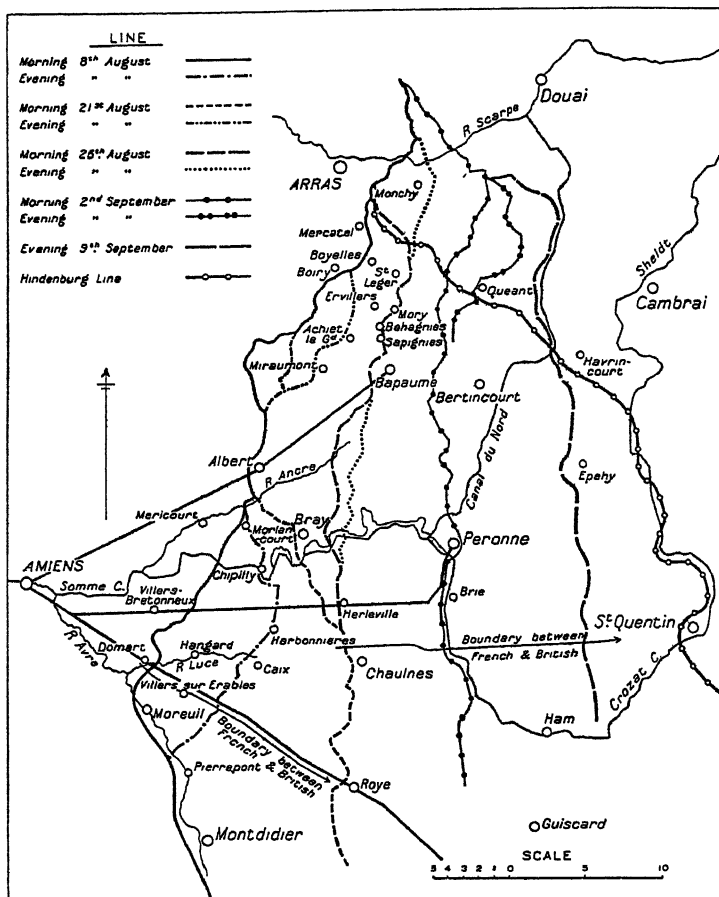 LINE
Morning 8th August
Evening " "
Morning 21st August
Evening " "
Morning 26th August
Evening " "
Morning 2nd September
Evening " "
Evening 9th September
Hindenburg Line
Douai
R Scarpe
ARRAS
Monchy
Mercatel
Boyelles
Boiry
St Leger
Ervillers
Queant
Sheldt
Cambrai
Mory
Behagnies
Sapignies
Achiet le Gd
Miraumont
Havrin-
court
Bapaume
Bertincourt
Canal du Nord
Albert
R Ancre
Epehy
Mericourt
Morlan-
court
Bray
Peronne
AMIENS
Somme C.
Chipilly
Villers-
Bretonneux
Herleville
Brie
St Quentin
R Avre
Domart
Hangard
R Luce
Harbonnieres
Caix
Boundary between
French & British
Chaulnes
Crozat C.
Villers sur Erables
Moreuil
Ham
Boundary between
French & British
Pierrepont
Roye
Montdidier
Guiscard
SCALE
5 4 3 2 1 0 5 10